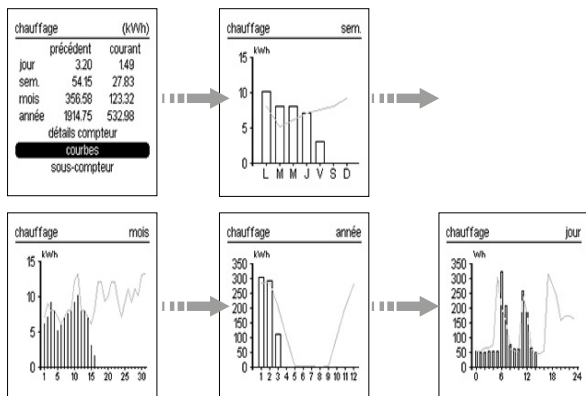 chauffage (kWh)
précédent courant
jour 3.20 1.49
sem. 54.15 27.83
mois 356.58 123.32
année 1914.75 532.98
détails compteur
courbes
sous-compteur
chauffage sem.
kWh
15
10
5
0
L M M J V S D
chauffage mois
kWh
15
10
5
0
1 5 10 15 20 25 30
chauffage année
kWh
350
300
250
200
150
100
50
0
1 2 3 4 5 6 7 8 9 10 11 12
chauffage jour
Wh
350
300
250
200
150
100
50
0
0 6 12 18 24